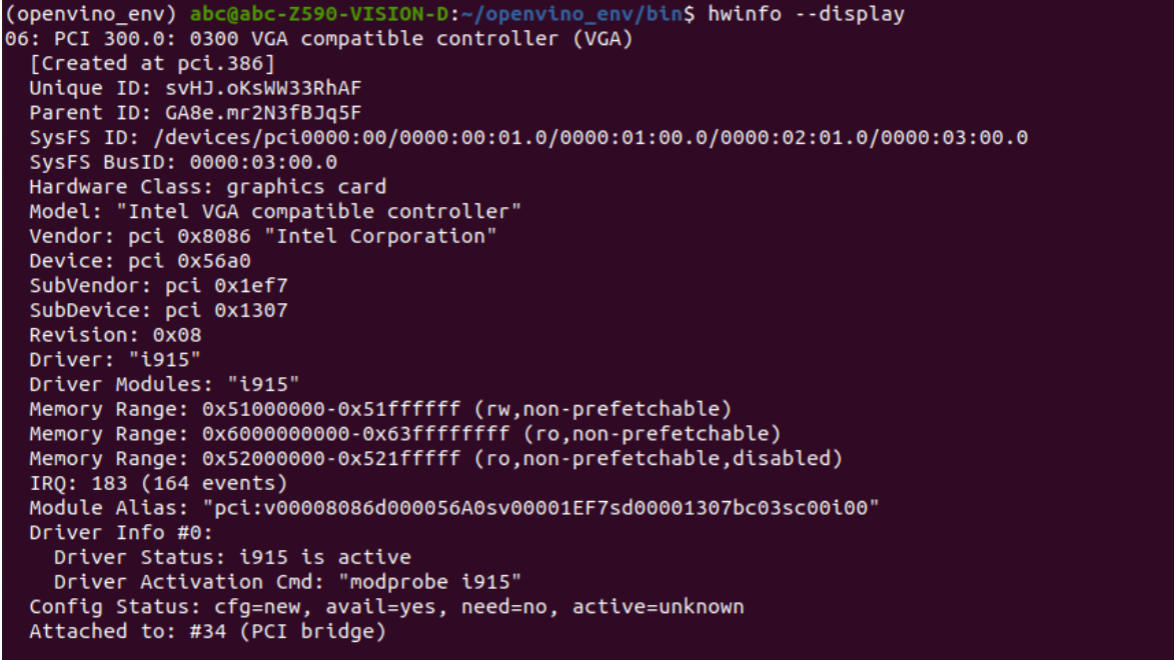 (openvino_env) abc@abc-Z590-VISION-D:~/openvino_env/bin$ hwinfo --display
06: PCI 300.0: 0300 VGA compatible controller (VGA)
[Created at pci.386]
Unique ID: svHJ.oKsWW33RhAF
Parent ID: GA8e.mr2N3fBJq5F
SysFS ID: /devices/pci0000:00/0000:00:01.0/0000:01:00.0/0000:02:01.0/0000:03:00.0
SysFS BusID: 0000:03:00.0
Hardware Class: graphics card
Model: "Intel VGA compatible controller"
Vendor: pci 0x8086 "Intel Corporation"
Device: pci 0x56a0
SubVendor: pci 0x1ef7
SubDevice: pci 0x1307
Revision: 0x08
Driver: "i915"
Driver Modules: "i915"
Memory Range: 0x51000000-0x51ffffff (rw,non-prefetchable)
Memory Range: 0x6000000000-0x63ffffffff (ro,non-prefetchable)
Memory Range: 0x52000000-0x521fffff (ro,non-prefetchable,disabled)
IRQ: 183 (164 events)
Module Alias: "pci:v00008086d000056A0sv00001EF7sd00001307bc03sc00i00"
Driver Info #0:
Driver Status: i915 is active
Driver Activation Cmd: "modprobe i915"
Config Status: cfg=new, avail=yes, need=no, active=unknown
Attached to: #34 (PCI bridge)